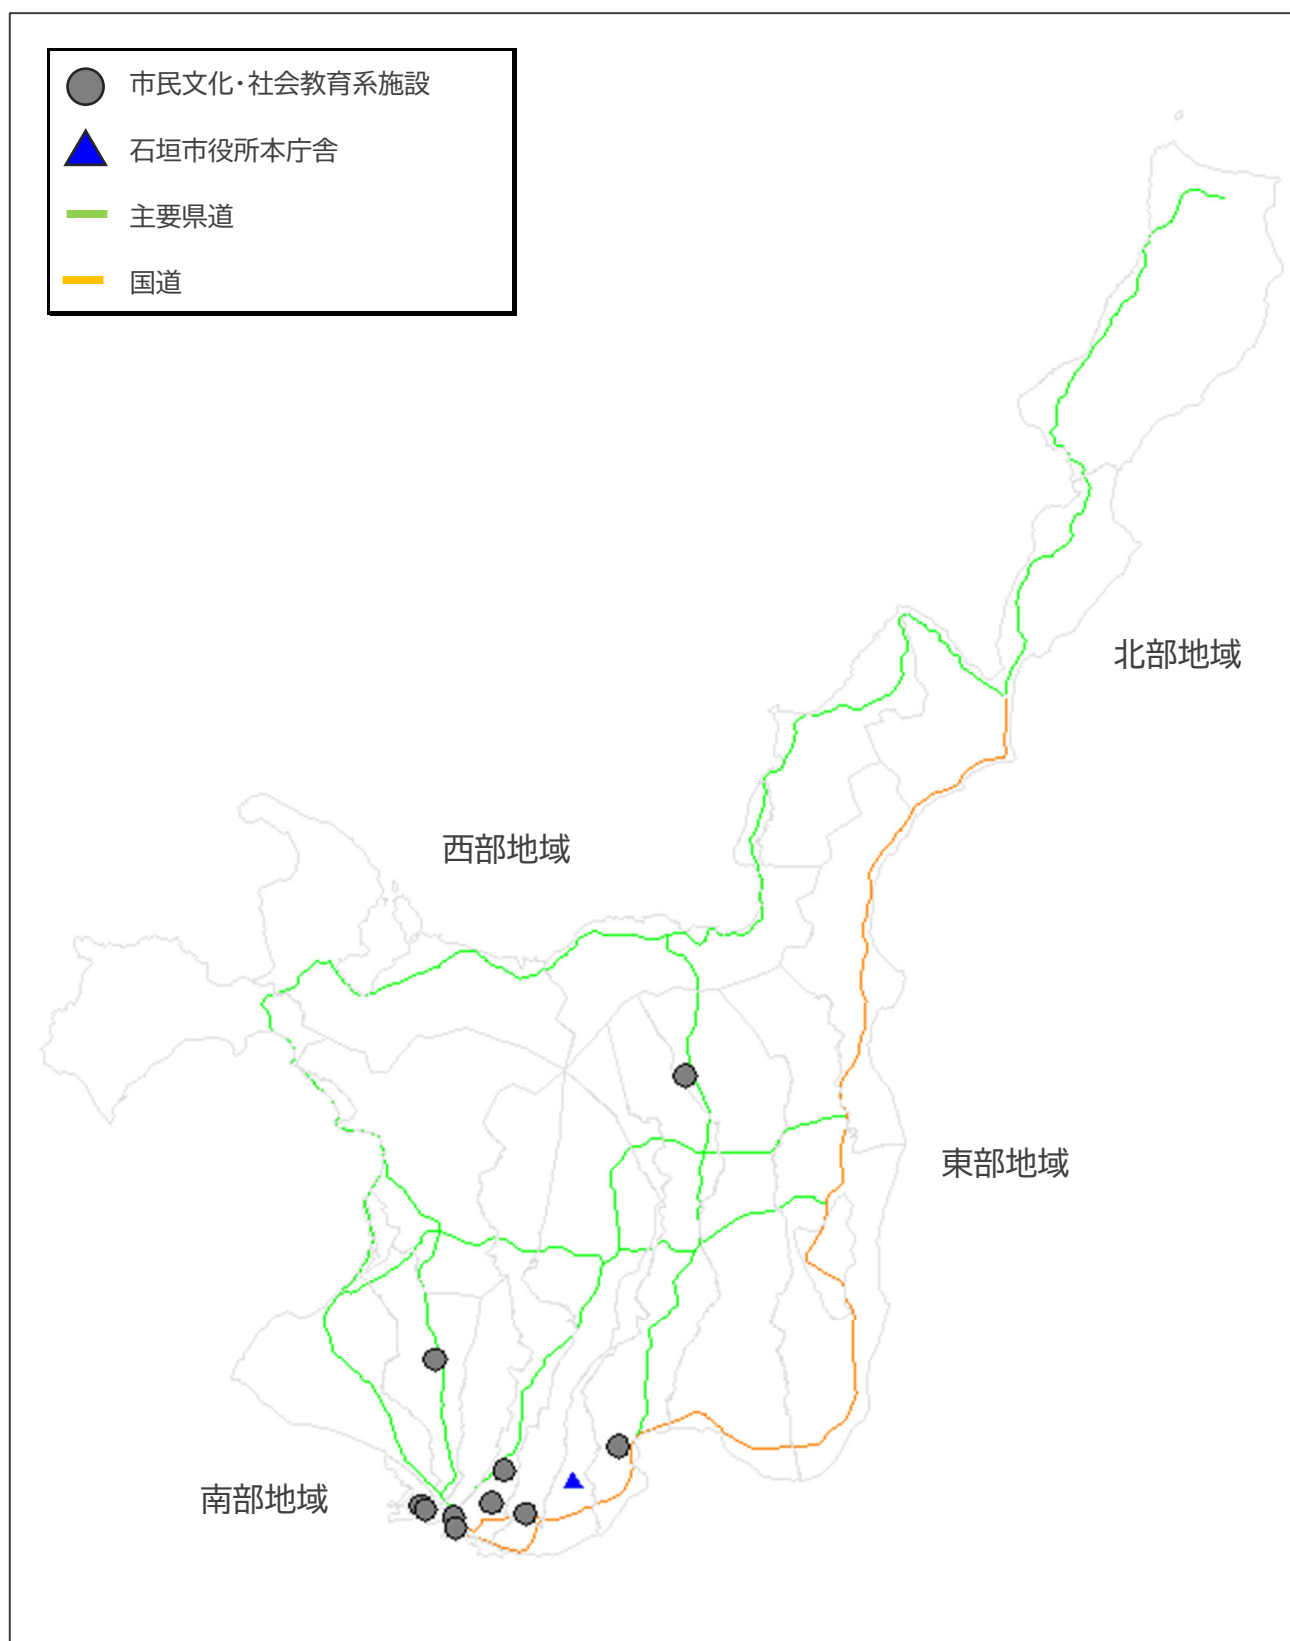 市民文化・社会教育系施設
石垣市役所本庁舎
主要県道
国道
北部地域
西部地域
東部地域
南部地域